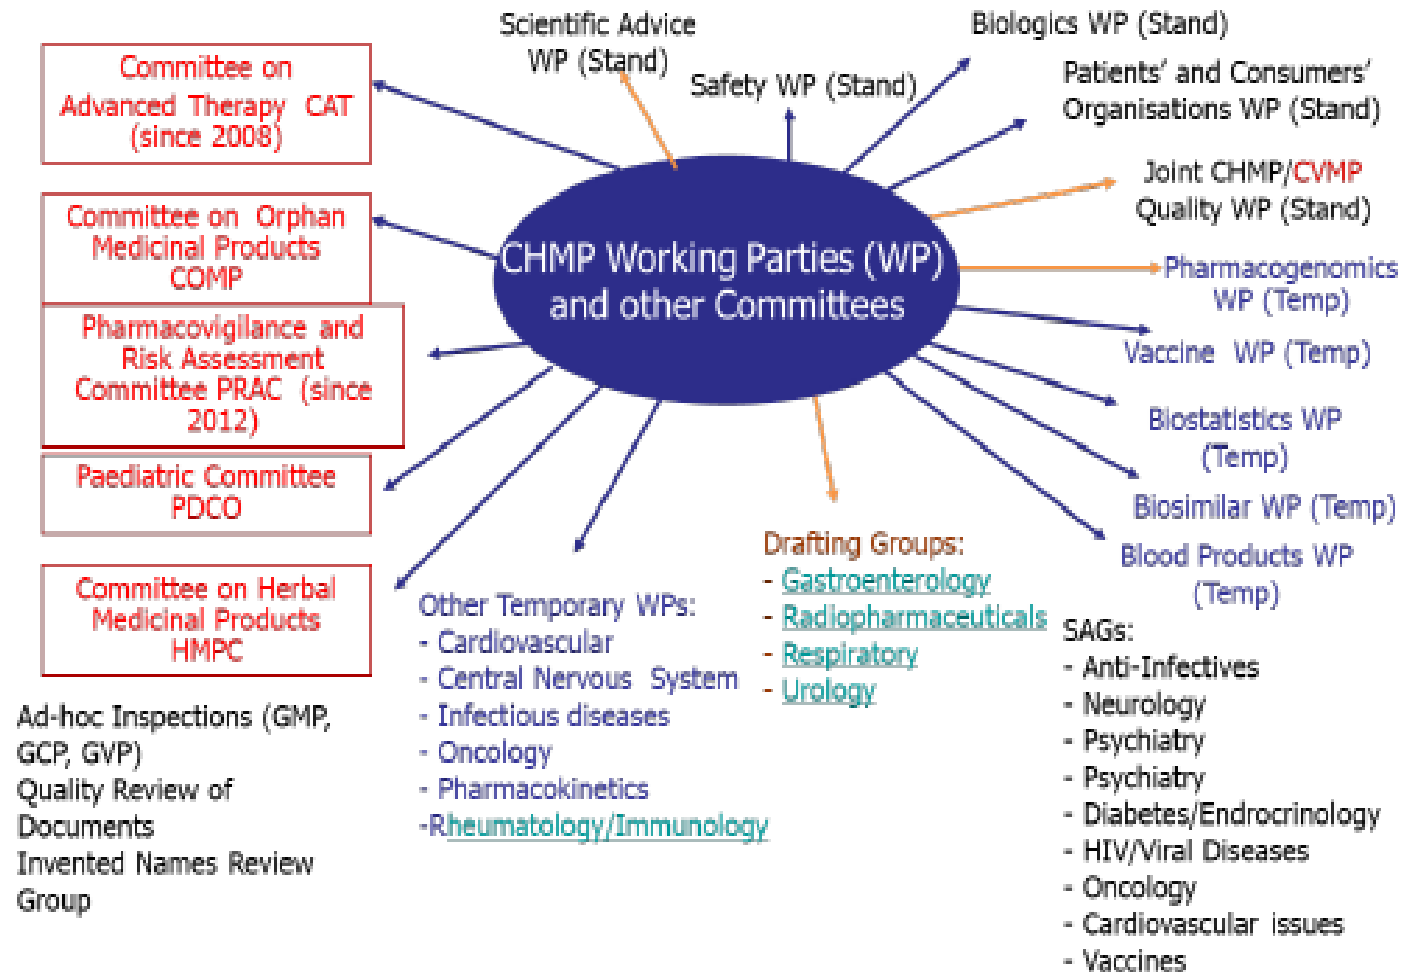 Scientific Advice
WP (Stand)
Safety WP (Stand)
Biologics WP (Stand)
Patients' and Consumers'
Organisations WP (Stand)
Joint CHMP/CVMP
Quality WP (Stand)
Pharmacogenomics
WP (Temp)
Vaccine WP (Temp)
Biostatistics WP
(Temp)
Biosimilar WP (Temp)
Blood Products WP
(Temp)
CHMP Working Parties (WP)
and other Committees
Committee on
Advanced Therapy CAT
(since 2008)
Committee on Orphan
Medicinal Products
COMP
Pharmacovigilance and
Risk Assessment
Committee PRAC (since
2012)
Paediatric Committee
PDCO
Committee on Herbal
Medicinal Products
HMPC
Ad-hoc Inspections (GMP,
GCP, GVP)
Quality Review of
Documents
Invented Names Review
Group
Other Temporary WPs:
- Cardiovascular
- Central Nervous System
- Infectious diseases
- Oncology
- Pharmacokinetics
-Rheumatology/Immunology
Drafting Groups:
- Gastroenterology
- Radiopharmaceuticals
- Respiratory
- Urology
SAGs:
- Anti-Infectives
- Neurology
- Psychiatry
- Psychiatry
- Diabetes/Endocrinology
- HIV/Viral Diseases
- Oncology
- Cardiovascular issues
- Vaccines